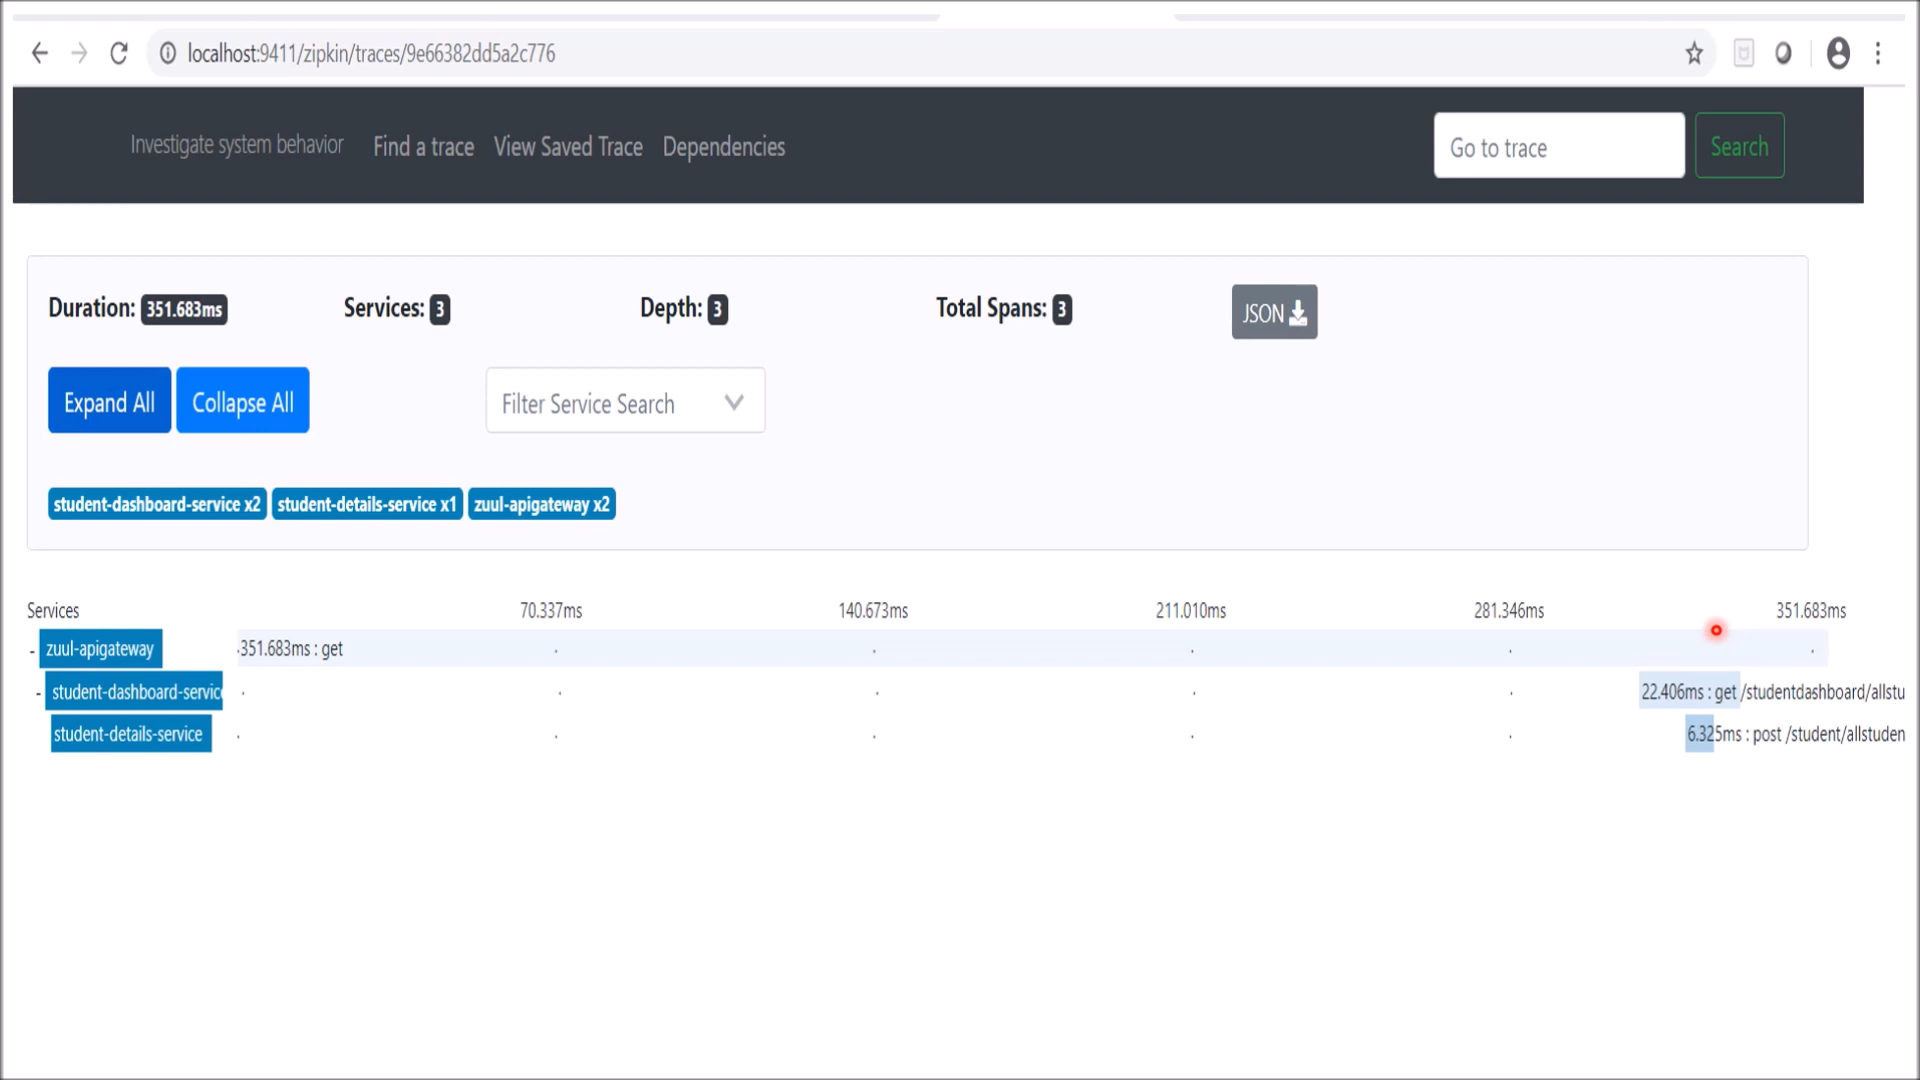 localhost:9411/zipkin/traces/9e66382dd5a2c776
Investigate system behavior Find a trace View Saved Trace Dependencies Go to trace Search
Duration: 351.683ms Services: 3 Depth: 3 Total Spans: 3 JSON
Expand All Collapse All Filter Service Search
student-dashboard-service x2 student-details-service x1 zuul-apigateway x2
Services 70.337ms 140.673ms 211.010ms 281.346ms 351.683ms
- zuul-apigateway 351.683ms : get
- student-dashboard-servic 22.406ms : get /studentdashboard/allstu
student-details-service 6.325ms : post /student/allstuden